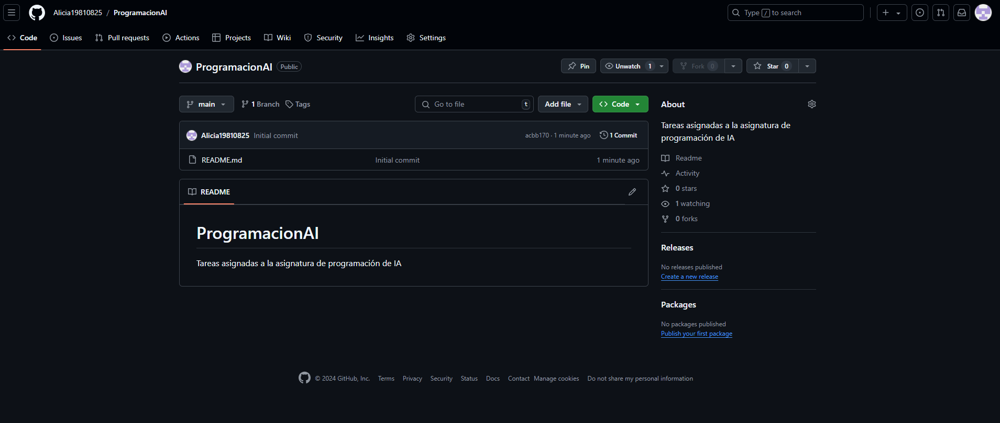 Alicia19810825 / ProgramacionAI
Type / to search
Code Issues Pull requests Actions Projects Wiki Security Insights Settings
ProgramacionAI Public
Pin Unwatch 1 Fork 0 Star 0
main 1 Branch Tags
Go to file t Add file Code
Alicia19810825 Initial commit acbb170 · 1 minute ago 1 Commit
README.md Initial commit 1 minute ago
README
ProgramacionAI
Tareas asignadas a la asignatura de programación de IA
About
Tareas asignadas a la asignatura de
programación de IA
Readme
Activity
0 stars
1 watching
0 forks
Releases
No releases published
Create a new release
Packages
No packages published
Publish your first package
© 2024 GitHub, Inc. Terms Privacy Security Status Docs Contact Manage cookies Do not share my personal information